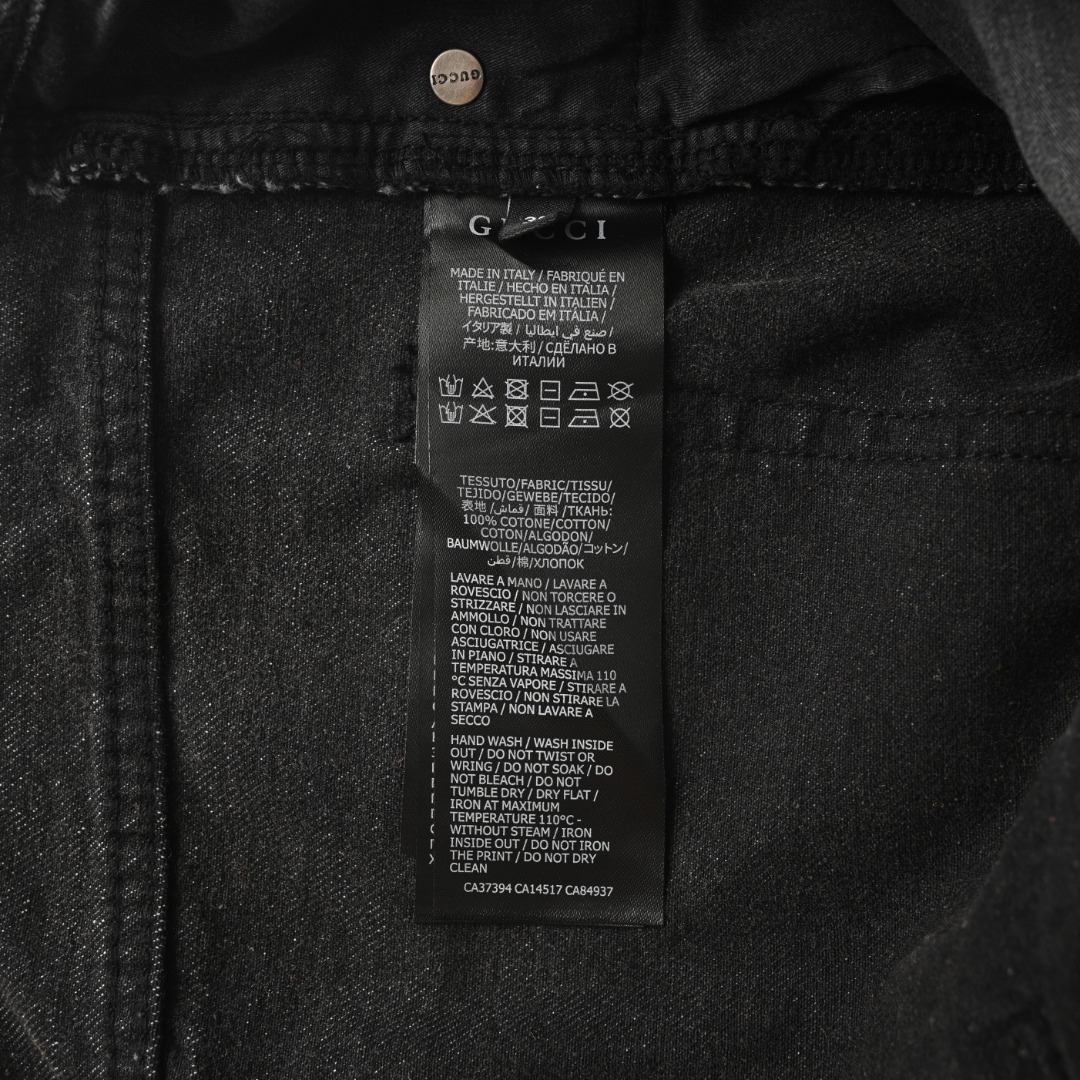 GUCCI
GUCCI
MADE IN ITALY / FABRIQUÉ EN
ITALIE / HECHO EN ITALIA /
HERGESTELLT IN ITALIEN /
FABRICADO EM ITÁLIA /
イタリア製 / صنع في ايطاليا /
产地:意大利 / СДЕЛАНО В
ИТАЛИИ
TESSUTO/FABRIC/TISSU/
TEJIDO/GEWEBE/TECIDO/
表地 /قماش/ 面料 /ТКАНЬ:
100% COTONE/COTTON/
COTON/ALGODON/
BAUMWOLLE/ALGODÃO/コットン/
قطن/棉/ХЛОПОК
LAVARE A MANO / LAVARE A
ROVESCIO / NON TORCERE O
STRIZZARE / NON LASCIARE IN
AMMOLLO / NON TRATTARE
CON CLORO / NON USARE
ASCIUGATRICE / ASCIUGARE
IN PIANO / STIRARE A
TEMPERATURA MASSIMA 110
°C SENZA VAPORE / STIRARE A
ROVESCIO / NON STIRARE LA
STAMPA / NON LAVARE A
SECCO
HAND WASH / WASH INSIDE
OUT / DO NOT TWIST OR
WRING / DO NOT SOAK / DO
NOT BLEACH / DO NOT
TUMBLE DRY / DRY FLAT /
IRON AT MAXIMUM
TEMPERATURE 110°C -
WITHOUT STEAM / IRON
INSIDE OUT / DO NOT IRON
THE PRINT / DO NOT DRY
CLEAN
CA37394 CA14517 CA84937